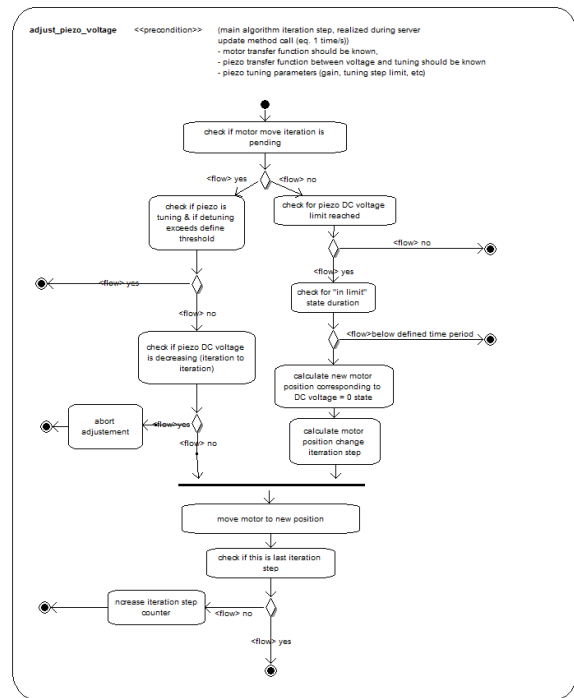 adjust_piezo_voltage <<precondition>> (main algorithm iteration step, realized during server
update method call (eq. 1 time/s))
- motor transfer function should be known,
- piezo transfer function between voltage and tuning should be known
- piezo tuning parameters (gain, tuning step limit, etc)
check if motor move iteration is
pending
<flow> yes
<flow> no
check if piezo is
tuning & if detuning
exceeds define
threshold
check for piezo DC voltage
limit reached
<flow> no
<flow> yes
<flow> yes
check for "in limit"
state duration
<flow> no
<flow>below defined time period
check if piezo DC voltage
is decreasing (iteration to
iteration)
calculate new motor
position corresponding to
DC voltage = 0 state
abort
adjustement
<flow>yes
<flow> no
calculate motor
position change
iteration step
move motor to new position
check if this is last iteration
step
ncrease iteration step
counter
<flow> no
<flow> yes